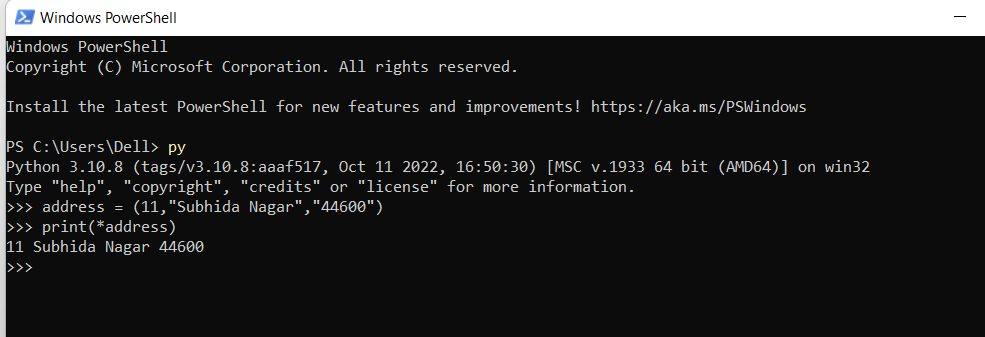 Windows PowerShell
Windows PowerShell
Copyright (C) Microsoft Corporation. All rights reserved.
Install the latest PowerShell for new features and improvements! https://aka.ms/PSWindows
PS C:\Users\Dell> py
Python 3.10.8 (tags/v3.10.8:aaaf517, Oct 11 2022, 16:50:30) [MSC v.1933 64 bit (AMD64)] on win32
Type "help", "copyright", "credits" or "license" for more information.
>>> address = (11,"Subhida Nagar","44600")
>>> print(*address)
11 Subhida Nagar 44600
>>>